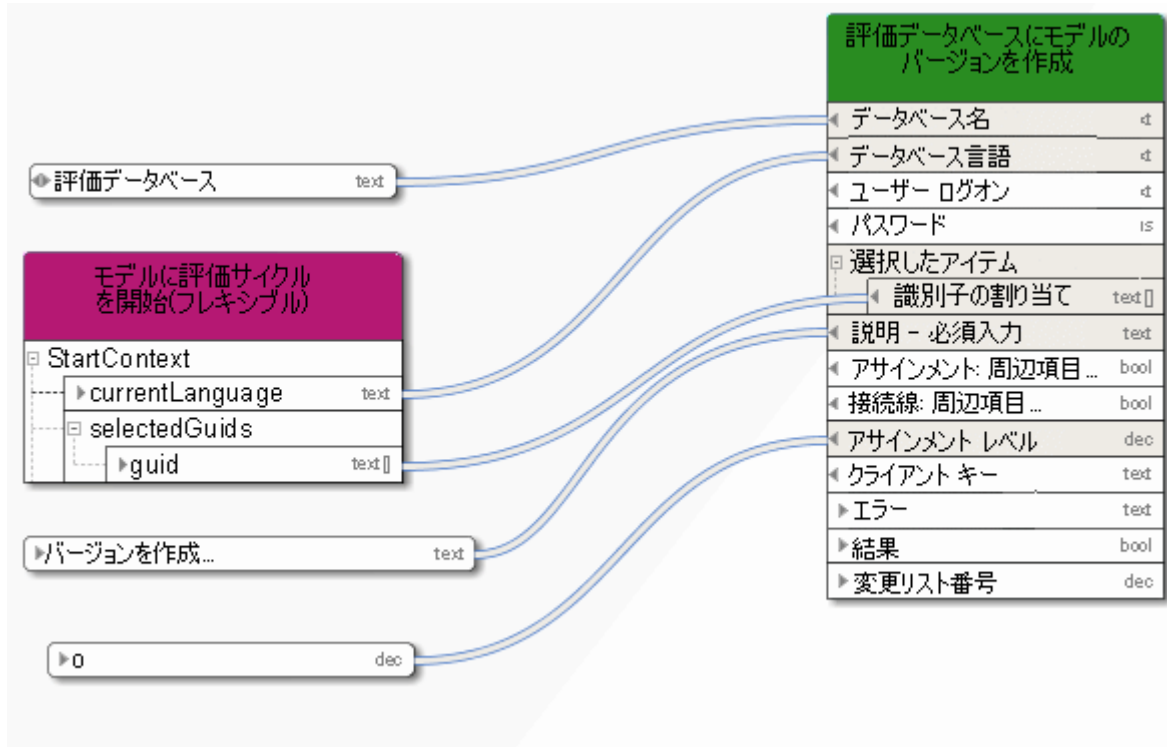 評価データベース text
モデルに評価サイクル
を開始(フレキシブル)
StartContext
currentLanguage text
selectedGuids
guid text[]
バージョンを作成... text
0 dec
評価データベースにモデルの
バージョンを作成
データベース名
データベース言語
ユーザー ログオン
パスワード
選択したアイテム
識別子の割り当て text[]
説明 - 必須入力 text
アサインメント: 周辺項目... bool
接続線: 周辺項目... bool
アサインメント レベル dec
クライアント キー text
エラー text
結果 bool
変更リスト番号 dec